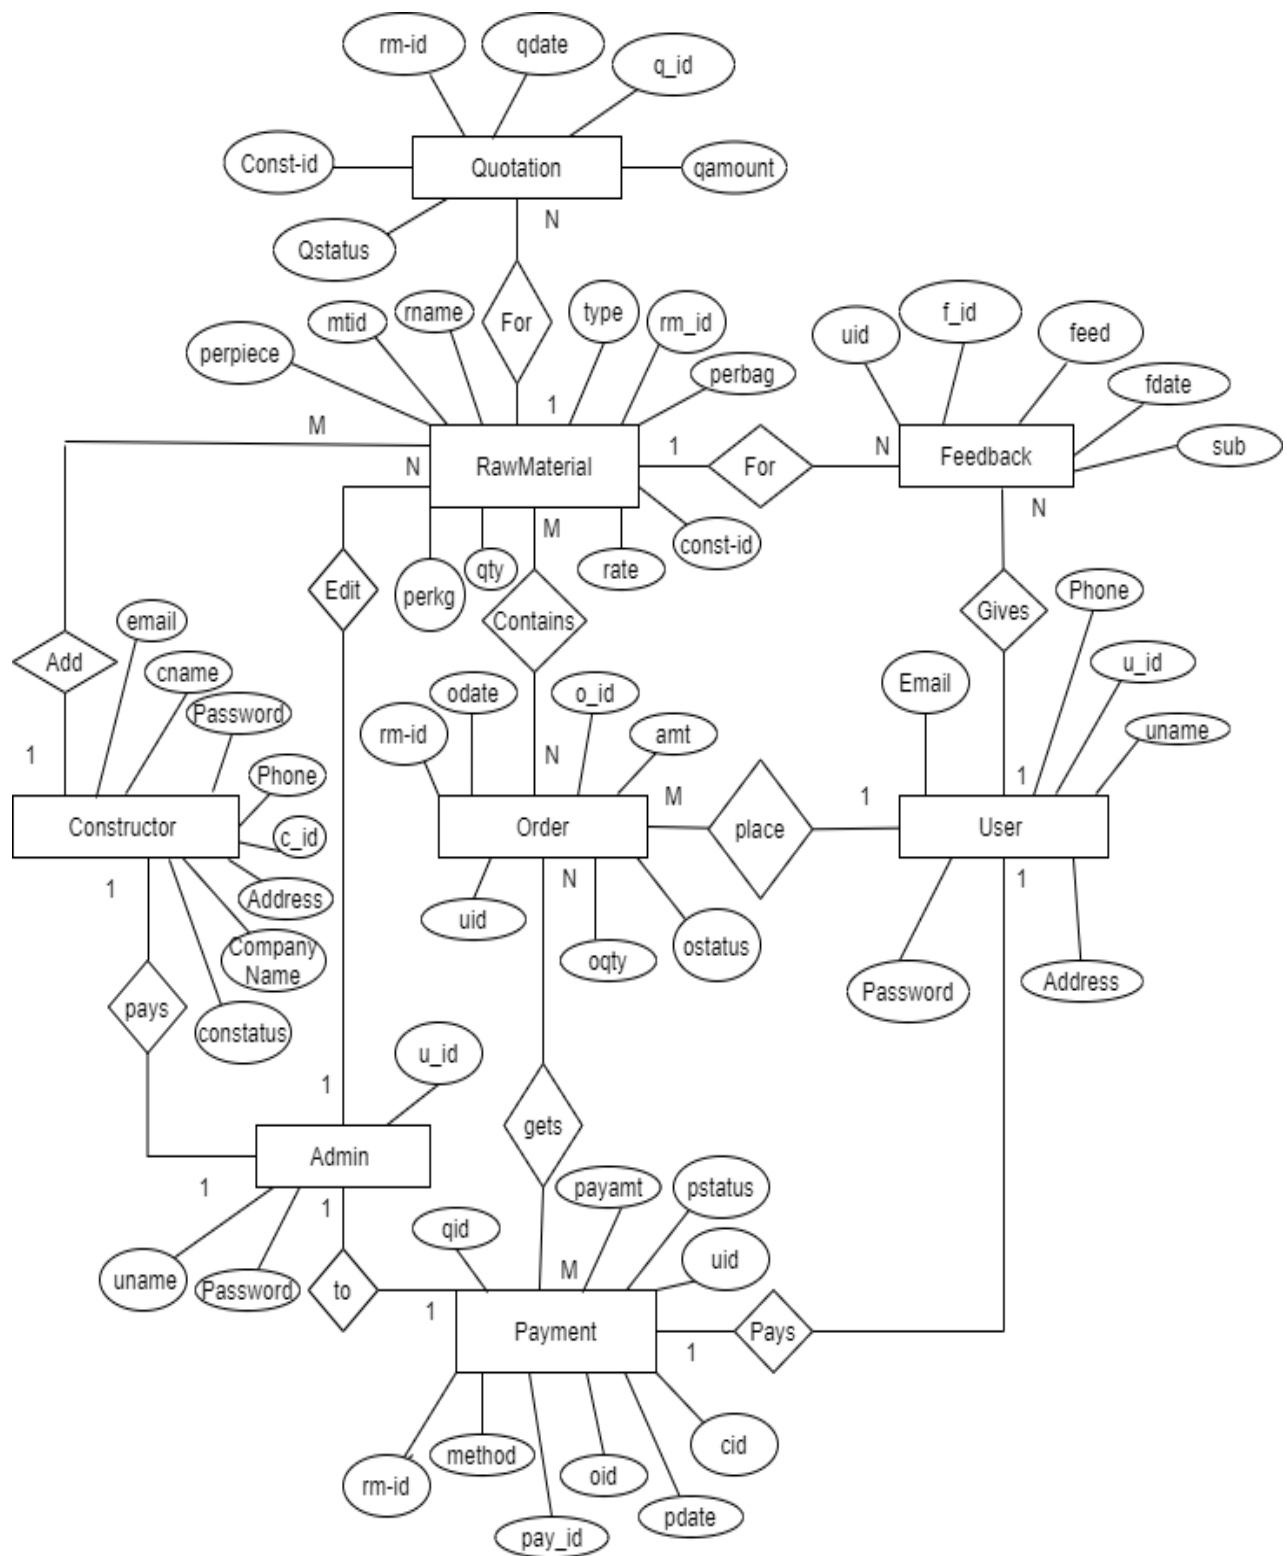 rm-id
qdate
q_id
Const-id
Quotation
qamount
N
Qstatus
For
mtid
rname
type
rm_id
perpiece
perbag
1
M
N
RawMaterial
1
For
N
uid
f_id
feed
fdate
Feedback
sub
N
M
const-id
Edit
perkg
qty
rate
Contains
Gives
Phone
Add
email
cname
Password
odate
o_id
Email
u_id
uname
rm-id
amt
1
N
M
1
1
Phone
Constructor
c_id
Order
place
User
1
Address
N
1
uid
Company
Name
oqty
ostatus
Password
Address
pays
constatus
u_id
1
gets
Admin
1
1
payamt
pstatus
qid
uname
Password
to
M
uid
1
Payment
1
Pays
rm-id
method
oid
cid
pay_id
pdate